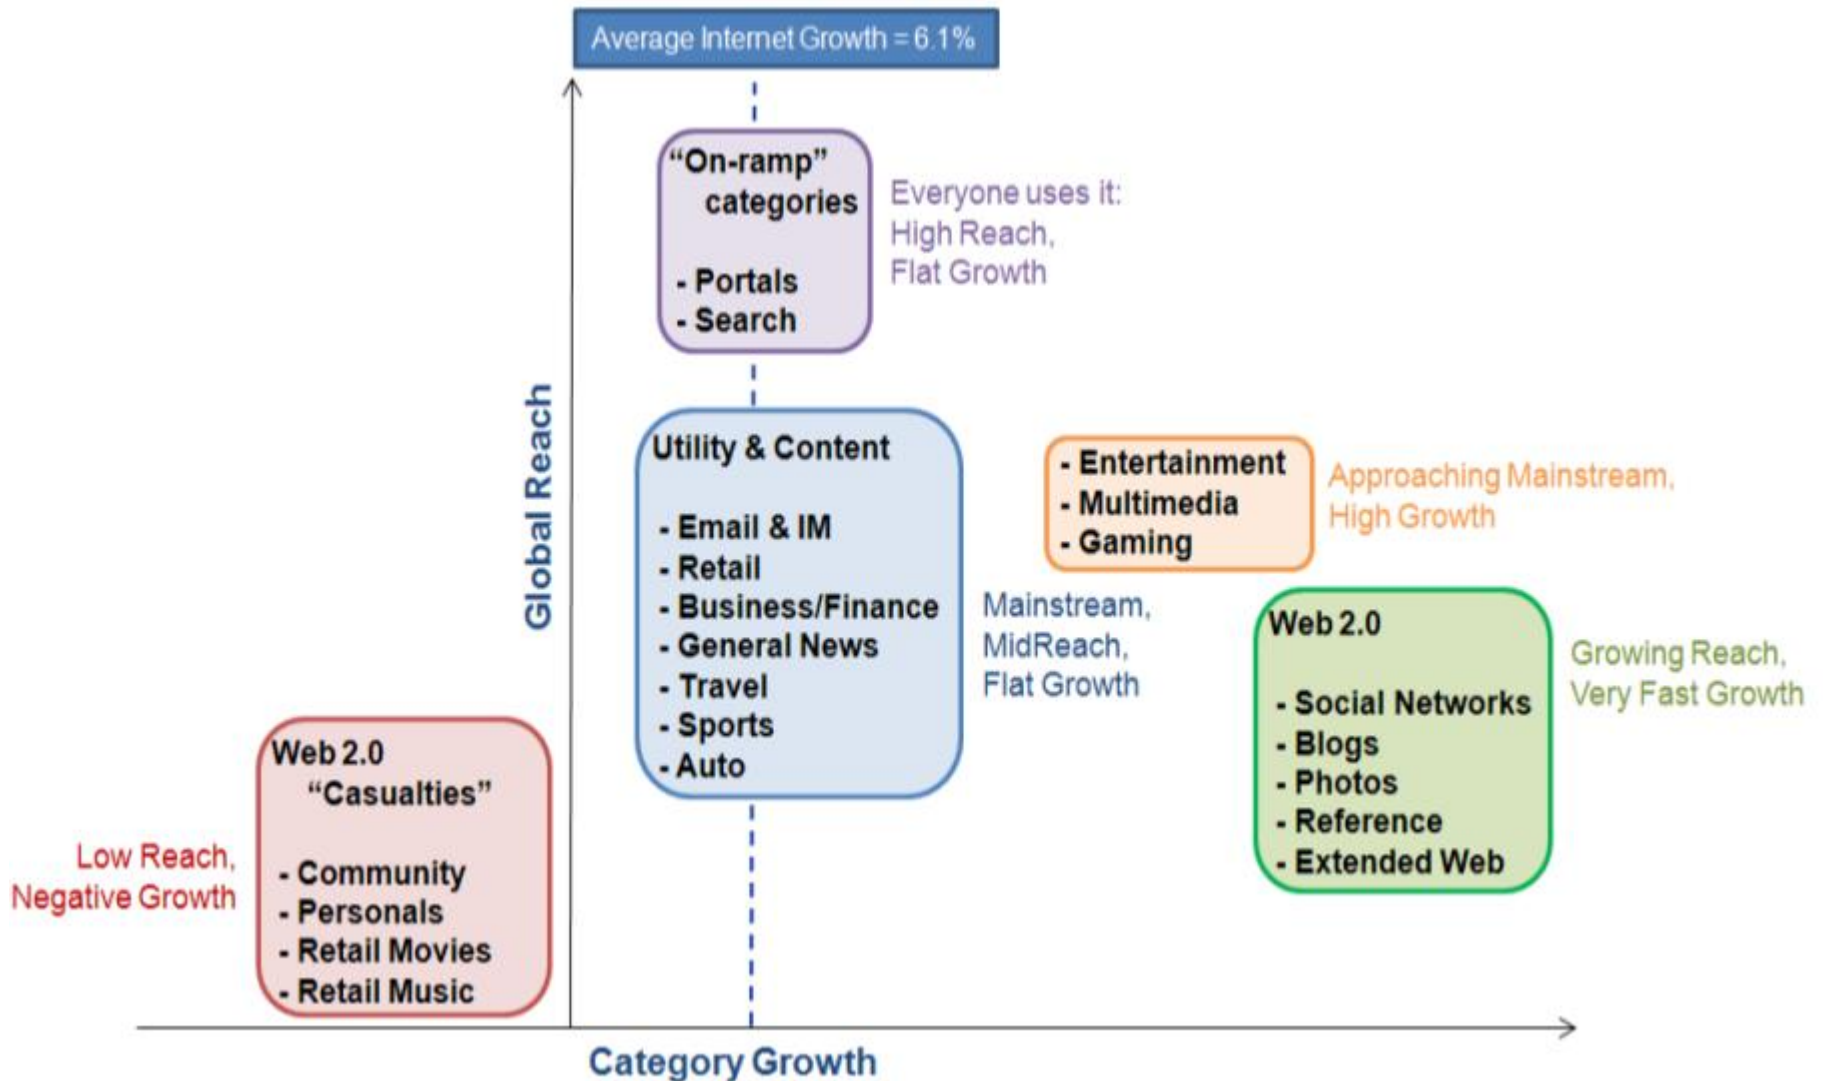 Average Internet Growth = 6.1%
“On-ramp”
categories
- Portals
- Search
Everyone uses it:
High Reach,
Flat Growth
Global Reach
Utility & Content
- Email & IM
- Retail
- Business/Finance
- General News
- Travel
- Sports
- Auto
Mainstream,
MidReach,
Flat Growth
- Entertainment
- Multimedia
- Gaming
Approaching Mainstream,
High Growth
Web 2.0
- Social Networks
- Blogs
- Photos
- Reference
- Extended Web
Growing Reach,
Very Fast Growth
Web 2.0
“Casualties”
- Community
- Personals
- Retail Movies
- Retail Music
Low Reach,
Negative Growth
Category Growth